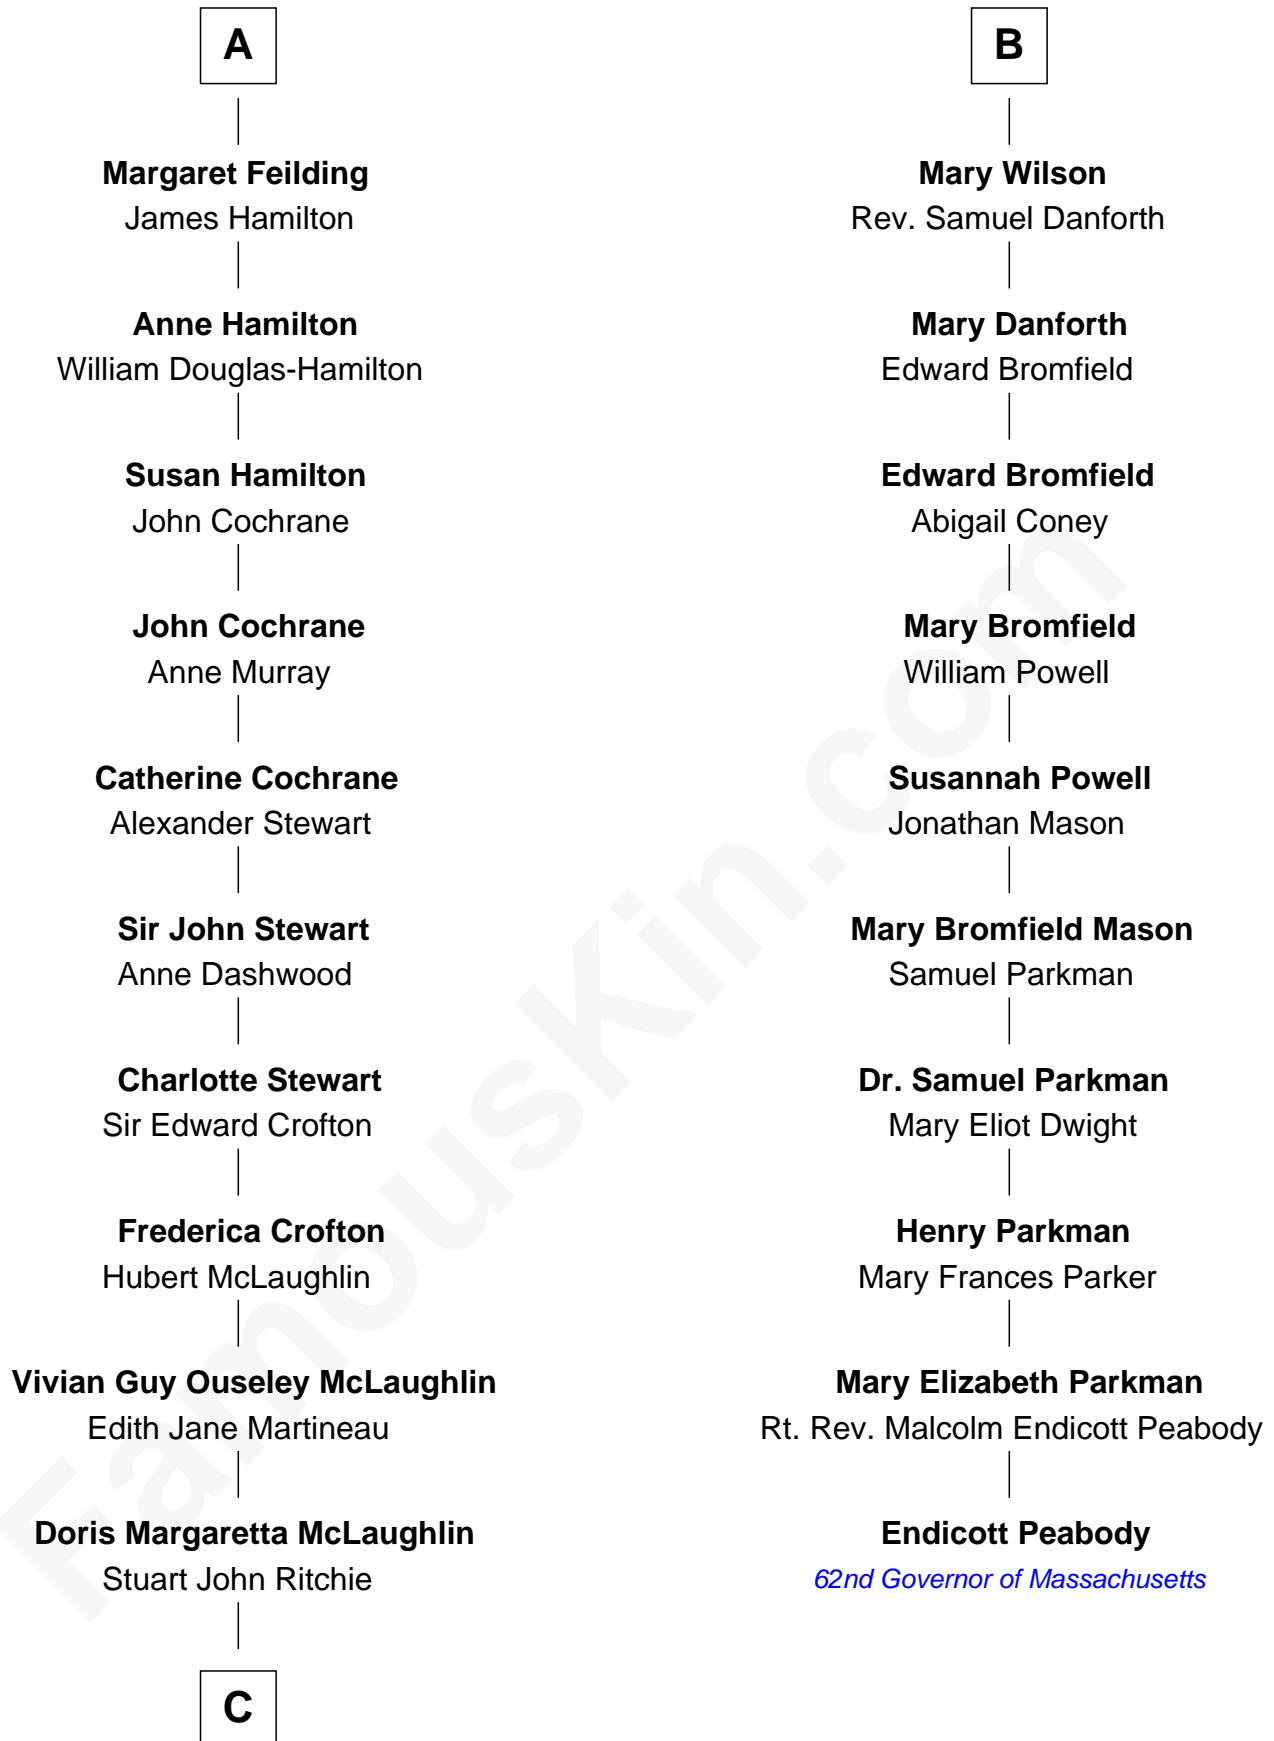 A
Margaret Feilding
James Hamilton
Anne Hamilton
William Douglas-Hamilton
Susan Hamilton
John Cochrane
John Cochrane
Anne Murray
Catherine Cochrane
Alexander Stewart
Sir John Stewart
Anne Dashwood
Charlotte Stewart
Sir Edward Crofton
Frederica Crofton
Hubert McLaughlin
Vivian Guy Ouseley McLaughlin
Edith Jane Martineau
Doris Margaretta McLaughlin
Stuart John Ritchie
C
B
Mary Wilson
Rev. Samuel Danforth
Mary Danforth
Edward Bromfield
Edward Bromfield
Abigail Coney
Mary Bromfield
William Powell
Susannah Powell
Jonathan Mason
Mary Bromfield Mason
Samuel Parkman
Dr. Samuel Parkman
Mary Eliot Dwight
Henry Parkman
Mary Frances Parker
Mary Elizabeth Parkman
Rt. Rev. Malcolm Endicott Peabody
Endicott Peabody
62nd Governor of Massachusetts
FamousKin.com